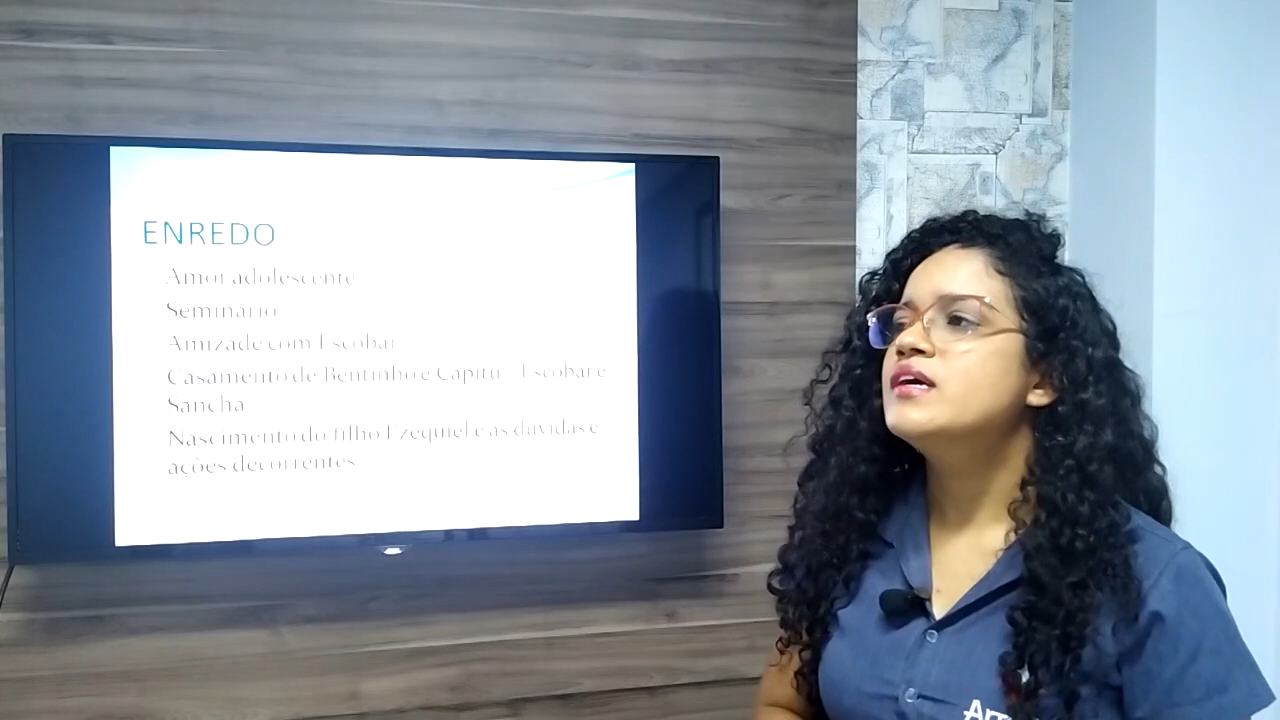 ENREDO
Amor adolescente
Seminário
Amizade com Escobar
Casamento de Bentinho e Capitu - Escobar e
Sancha
Nascimento do filho Ezequiel e as dúvidas e
ações decorrentes